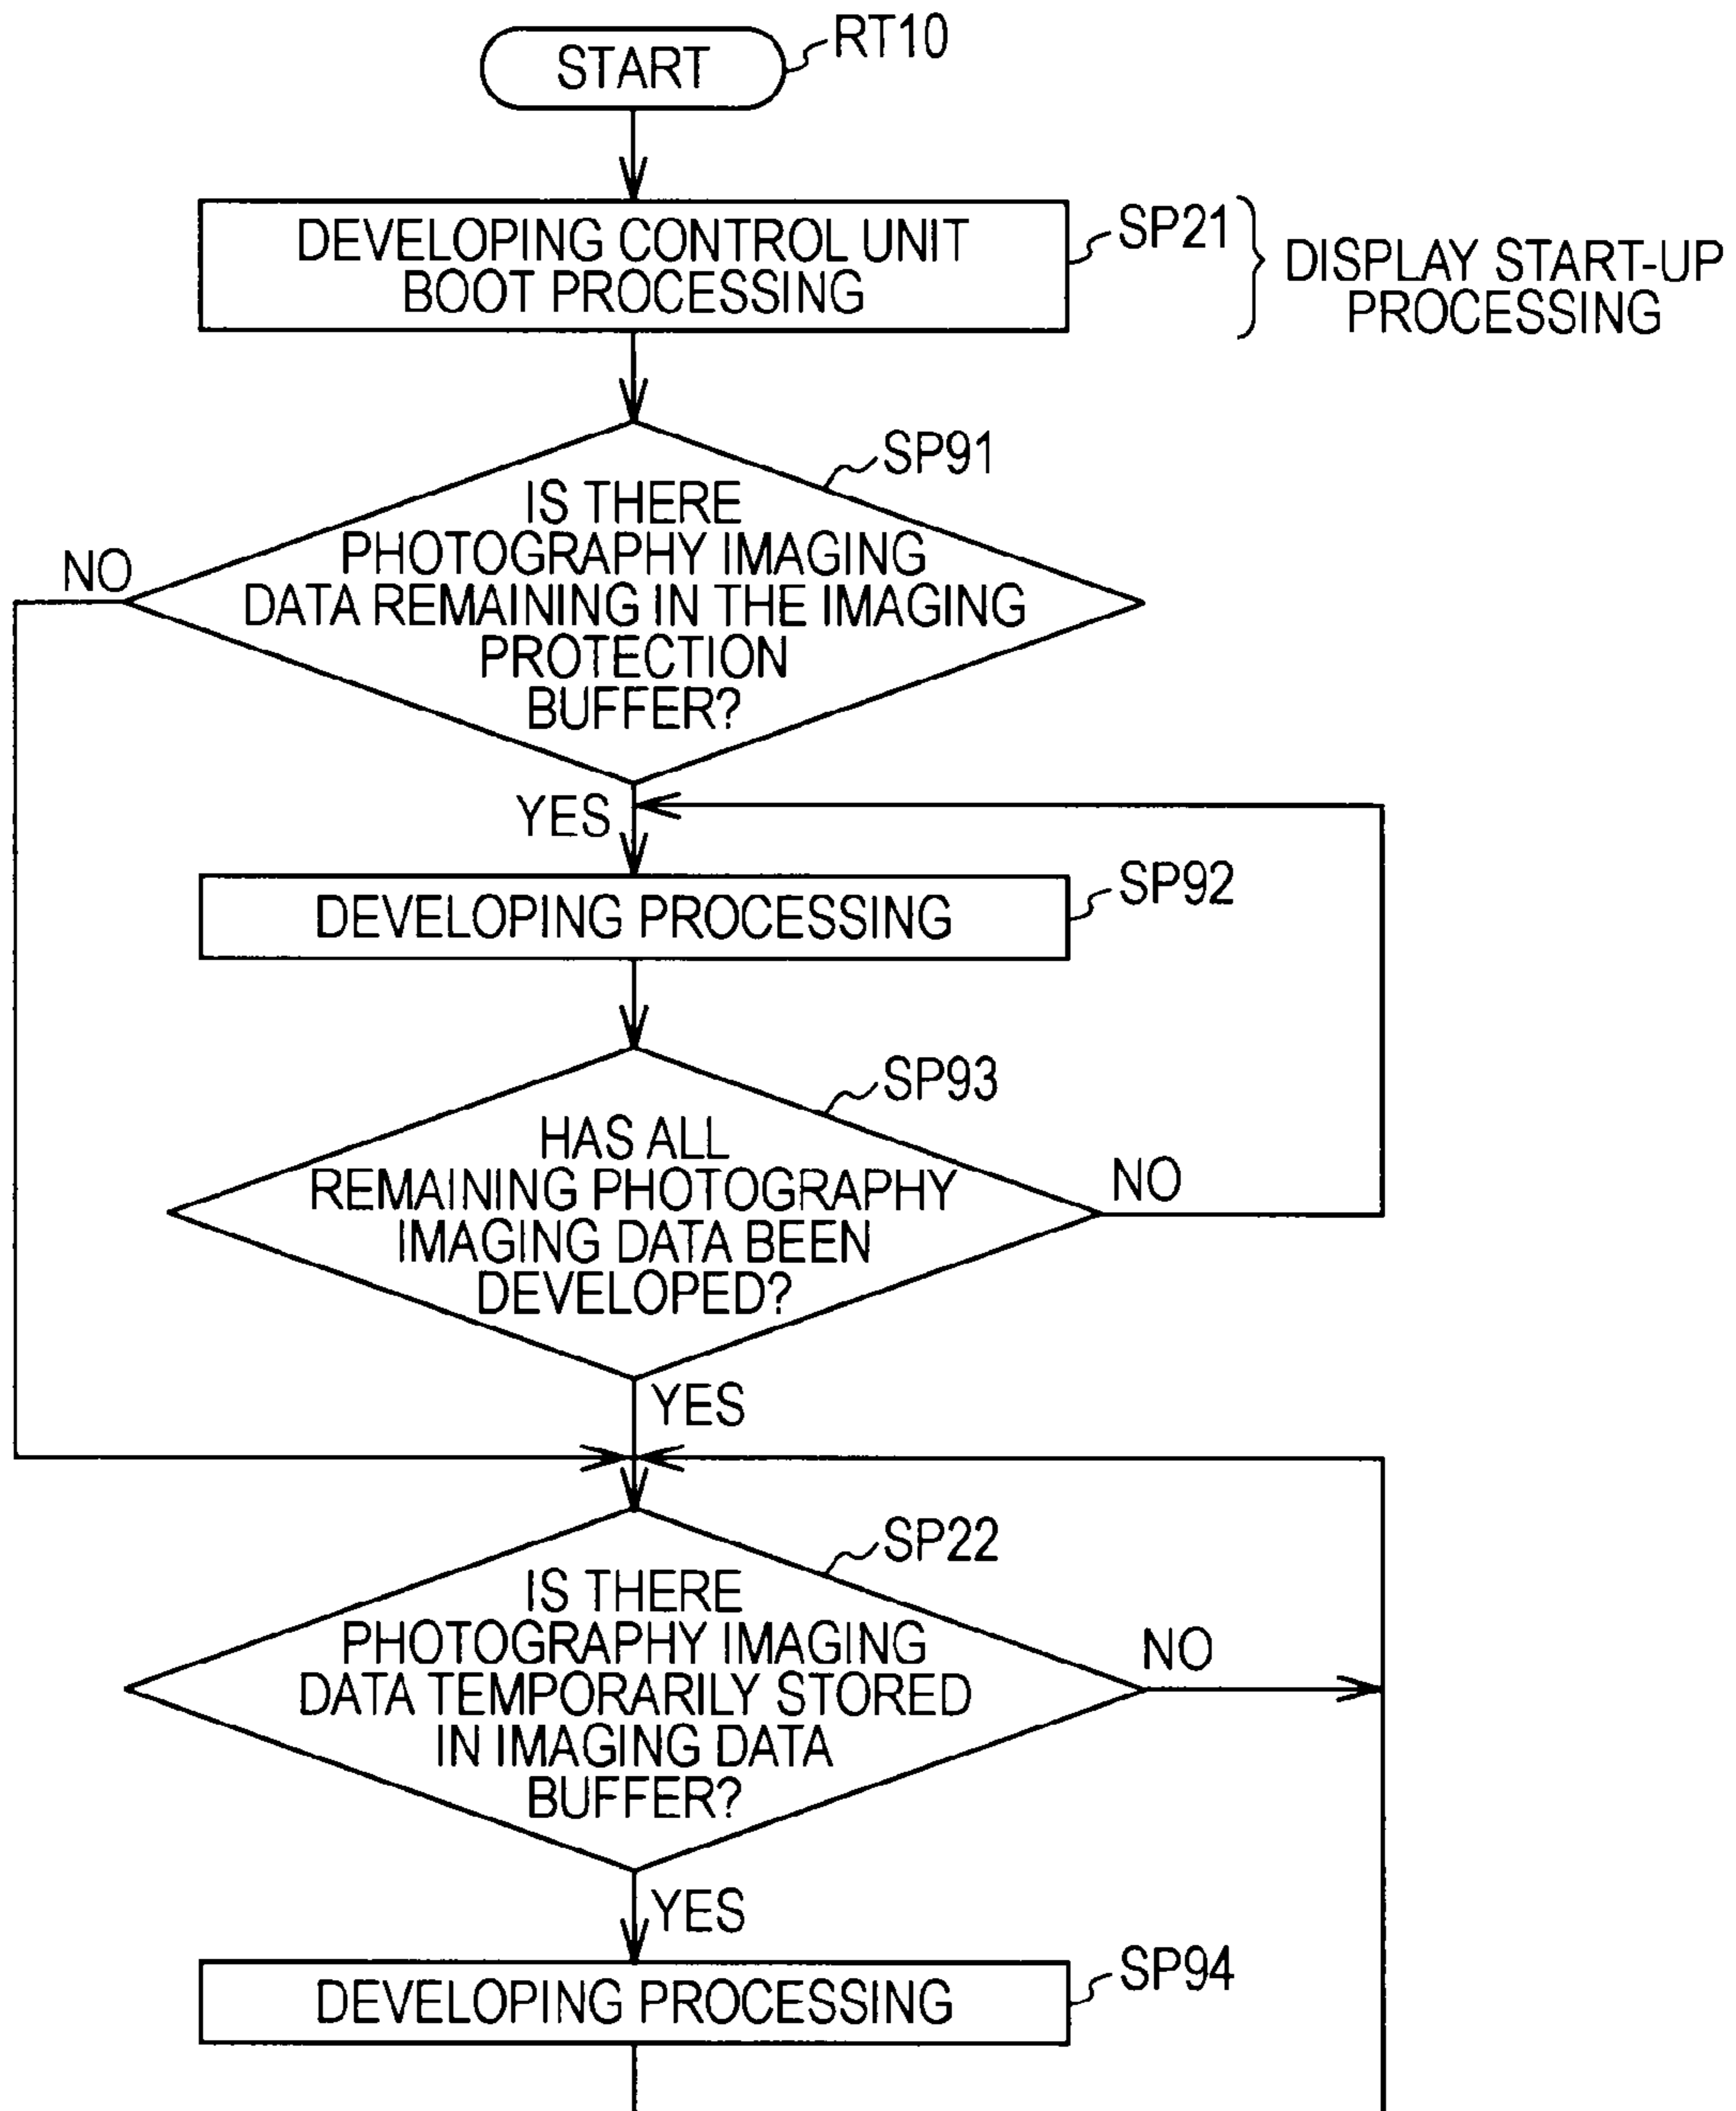 START
RT10
DEVELOPING CONTROL UNIT
BOOT PROCESSING
SP21
DISPLAY START-UP
PROCESSING
SP91
IS THERE
PHOTOGRAPHY IMAGING
DATA REMAINING IN THE IMAGING
PROTECTION
BUFFER?
NO
YES
DEVELOPING PROCESSING
SP92
SP93
HAS ALL
REMAINING PHOTOGRAPHY
IMAGING DATA BEEN
DEVELOPED?
NO
YES
SP22
IS THERE
PHOTOGRAPHY IMAGING
DATA TEMPORARILY STORED
IN IMAGING DATA
BUFFER?
NO
YES
DEVELOPING PROCESSING
SP94